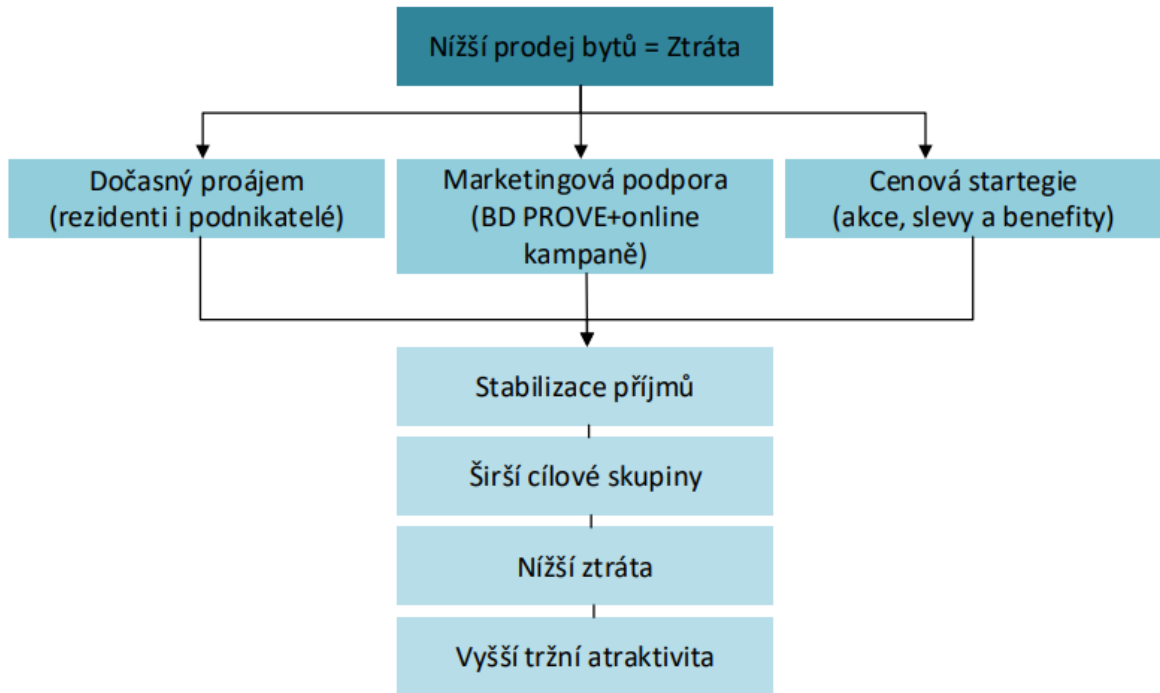 Nížší prodej bytů = Ztráta
Dočasný proájem
(rezidenti i podnikatelé)
Marketingová podpora
(BD PROVE+online
kampaně)
Cenová startegie
(akce, slevy a benefity)
Stabilizace příjmů
Širší cílové skupiny
Nížší ztráta
Vyšší tržní atraktivita